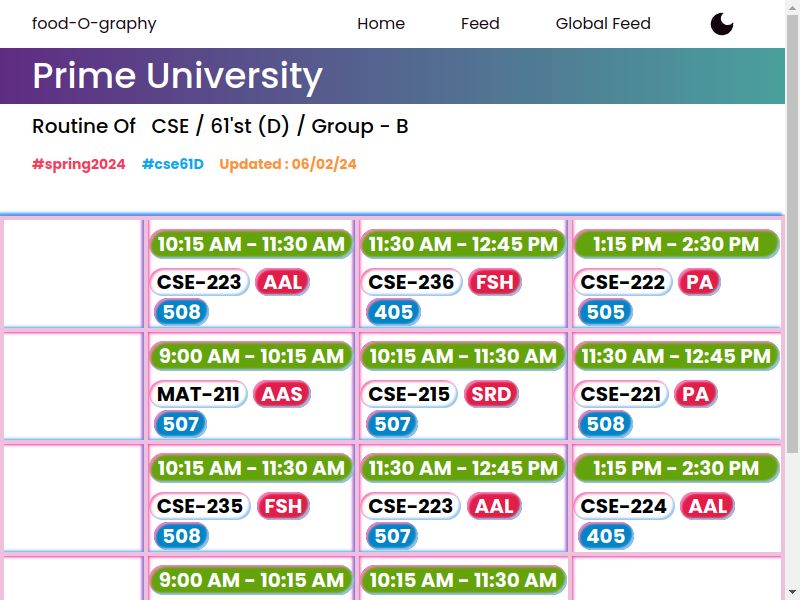 food-O-graphy Home Feed Global Feed
Prime University
Routine Of CSE / 61'st (D) / Group - B
#spring2024 #cse61D Updated : 06/02/24
10:15 AM - 11:30 AM 11:30 AM - 12:45 PM 1:15 PM - 2:30 PM
CSE-223 AAL CSE-236 FSH CSE-222 PA
508 405 505
9:00 AM - 10:15 AM 10:15 AM - 11:30 AM 11:30 AM - 12:45 PM
MAT-211 AAS CSE-215 SRD CSE-221 PA
507 507 508
10:15 AM - 11:30 AM 11:30 AM - 12:45 PM 1:15 PM - 2:30 PM
CSE-235 FSH CSE-223 AAL CSE-224 AAL
508 507 405
9:00 AM - 10:15 AM 10:15 AM - 11:30 AM